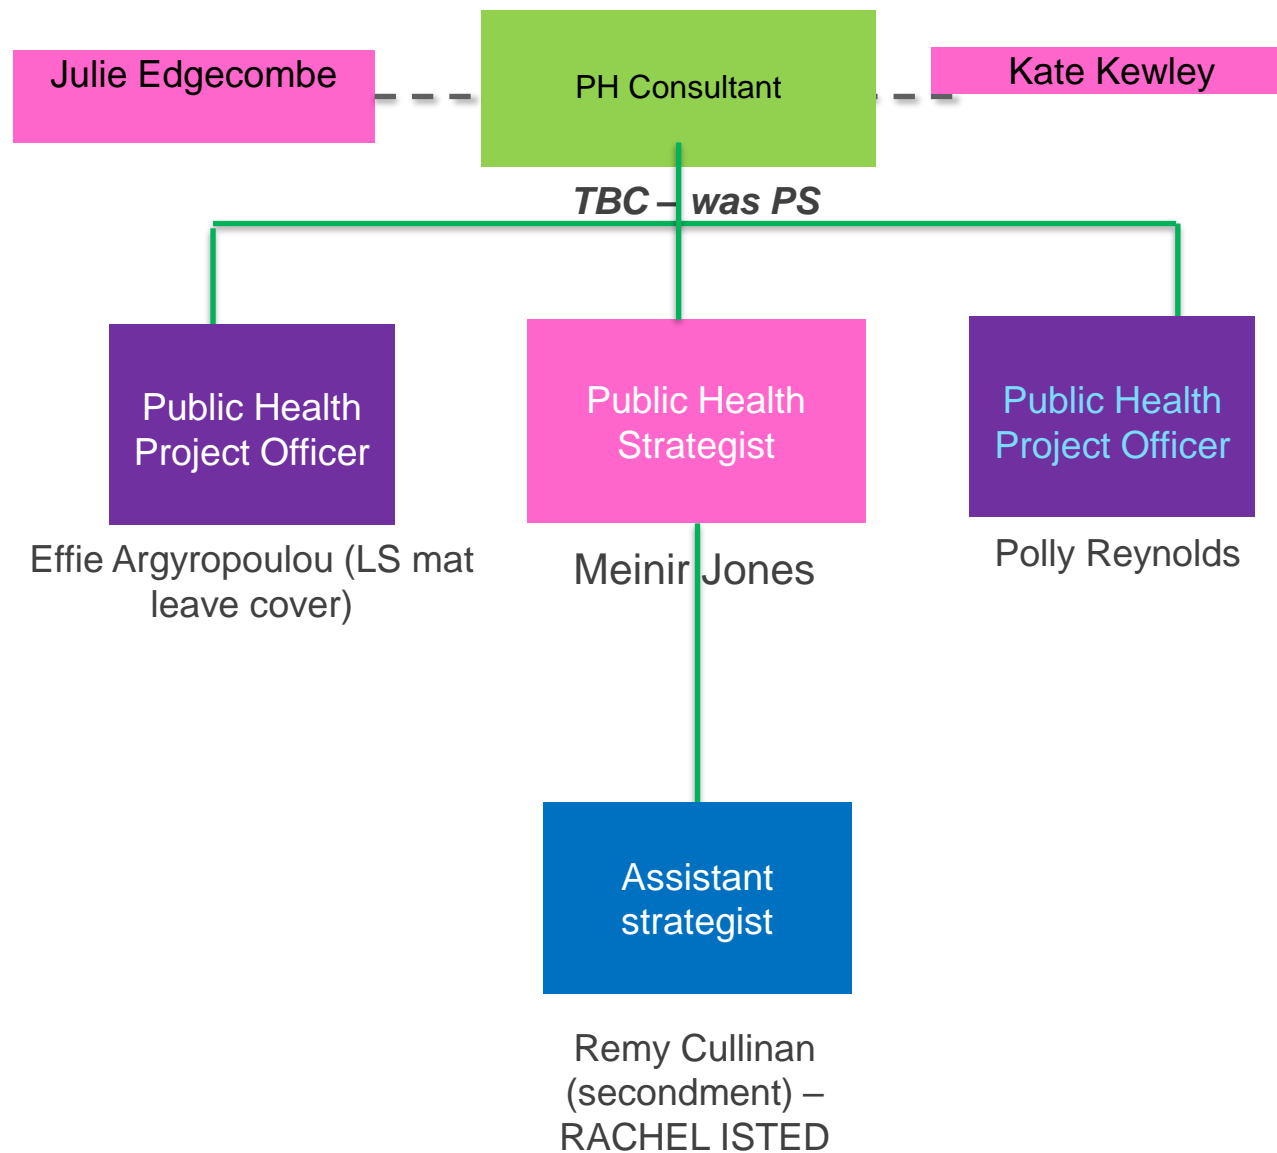 Julie Edgecombe
PH Consultant
Kate Kewley
TBC – was PS
Public Health
Project Officer
Effie Argyropoulou (LS mat
leave cover)
Public Health
Strategist
Meinir Jones
Public Health
Project Officer
Polly Reynolds
Assistant
strategist
Remy Cullinan
(secondment) –
RACHEL ISTED